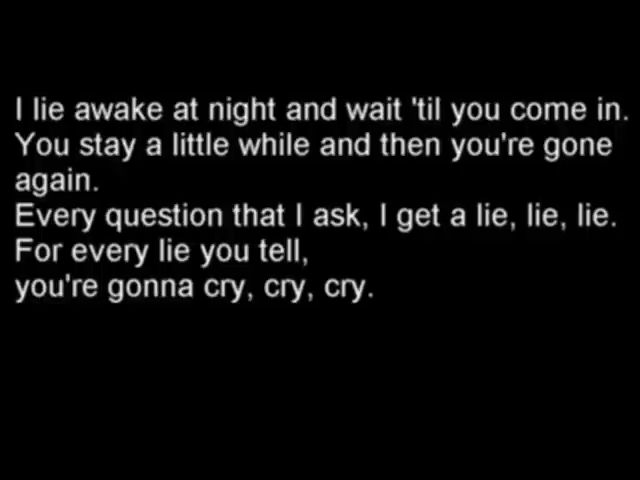 I lie awake at night and wait 'til you come in.
You stay a little while and then you're gone
again.
Every question that I ask, I get a lie, lie, lie.
For every lie you tell,
you're gonna cry, cry, cry.